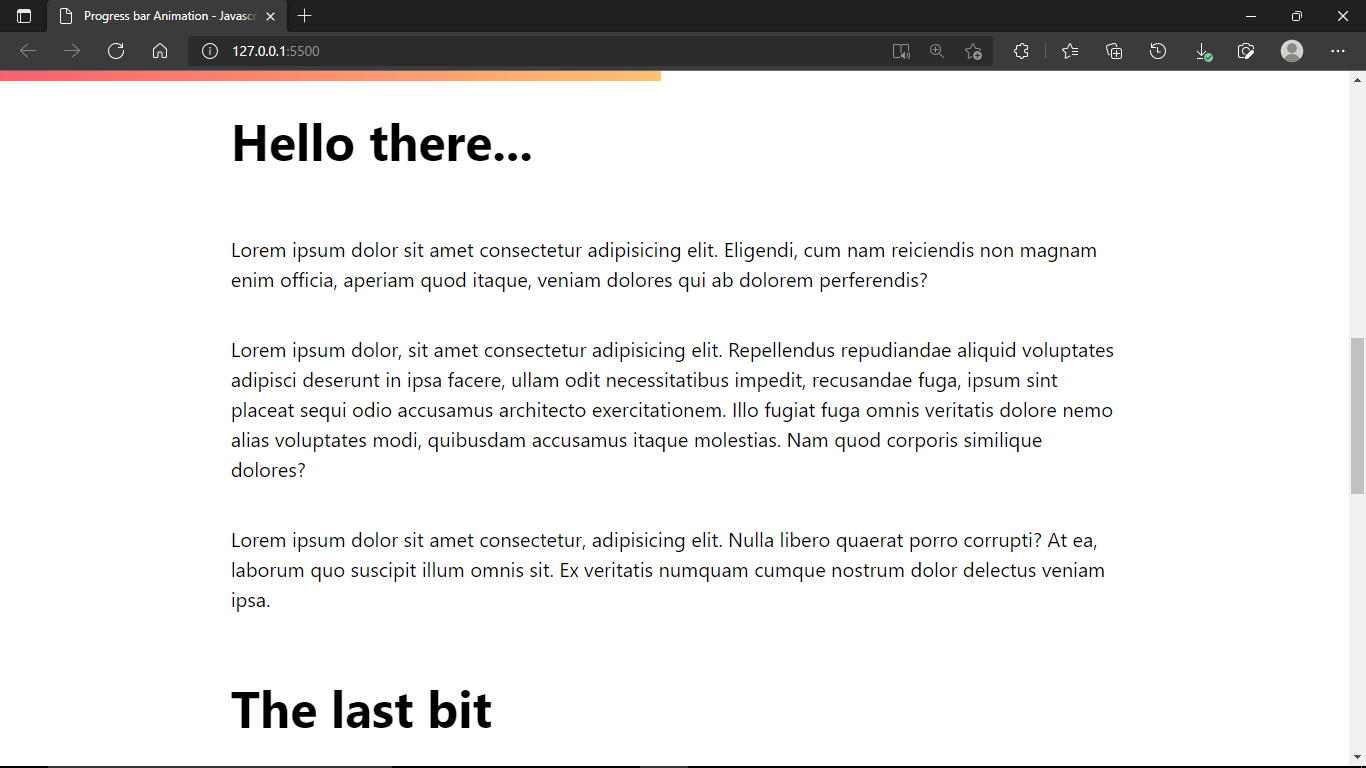 Progress bar Animation - Javasc
127.0.0.1:5500
Hello there...
Lorem ipsum dolor sit amet consectetur adipisicing elit. Eligendi, cum nam reiciendis non magnam
enim officia, aperiam quod itaque, veniam dolores qui ab dolorem perferendis?
Lorem ipsum dolor, sit amet consectetur adipisicing elit. Repellendus repudiandae aliquid voluptates
adipisci deserunt in ipsa facere, ullam odit necessitatibus impedit, recusandae fuga, ipsum sint
placeat sequi odio accusamus architecto exercitationem. Illo fugiat fuga omnis veritatis dolore nemo
alias voluptates modi, quibusdam accusamus itaque molestias. Nam quod corporis similique
dolores?
Lorem ipsum dolor sit amet consectetur, adipisicing elit. Nulla libero quaerat porro corrupti? At ea,
laborum quo suscipit illum omnis sit. Ex veritatis numquam cumque nostrum dolor delectus veniam
ipsa.
The last bit